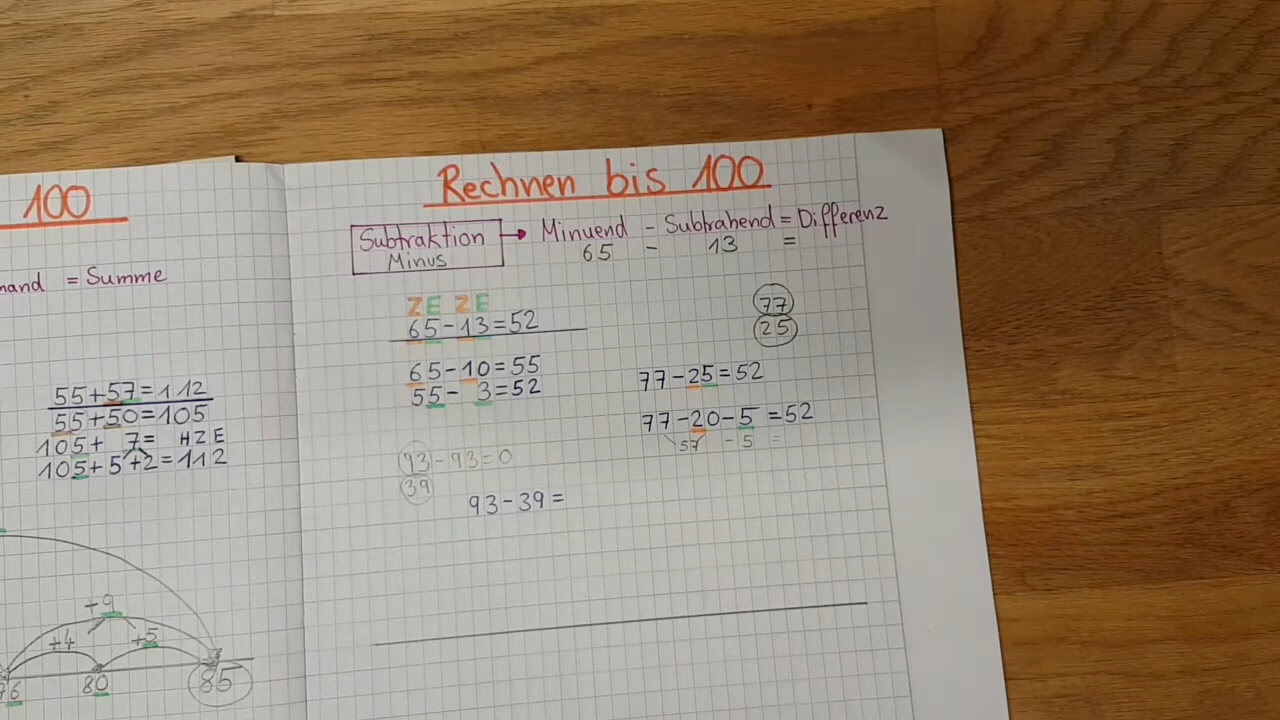 100
mand = Summe
55+57=112
55+50=105
105+ 7= HZE
105+5+2=112
+9
+4 +5
76 80 85
Rechnen bis 100
Subtraktion → Minuend - Subtrahend = Differenz
Minus 65 - 13 =
ZE ZE
65-13=52
65-10=55
55- 3=52
77
25
77-25=52
77-20-5=52
57 -5 =
93-93=0
39
93-39=